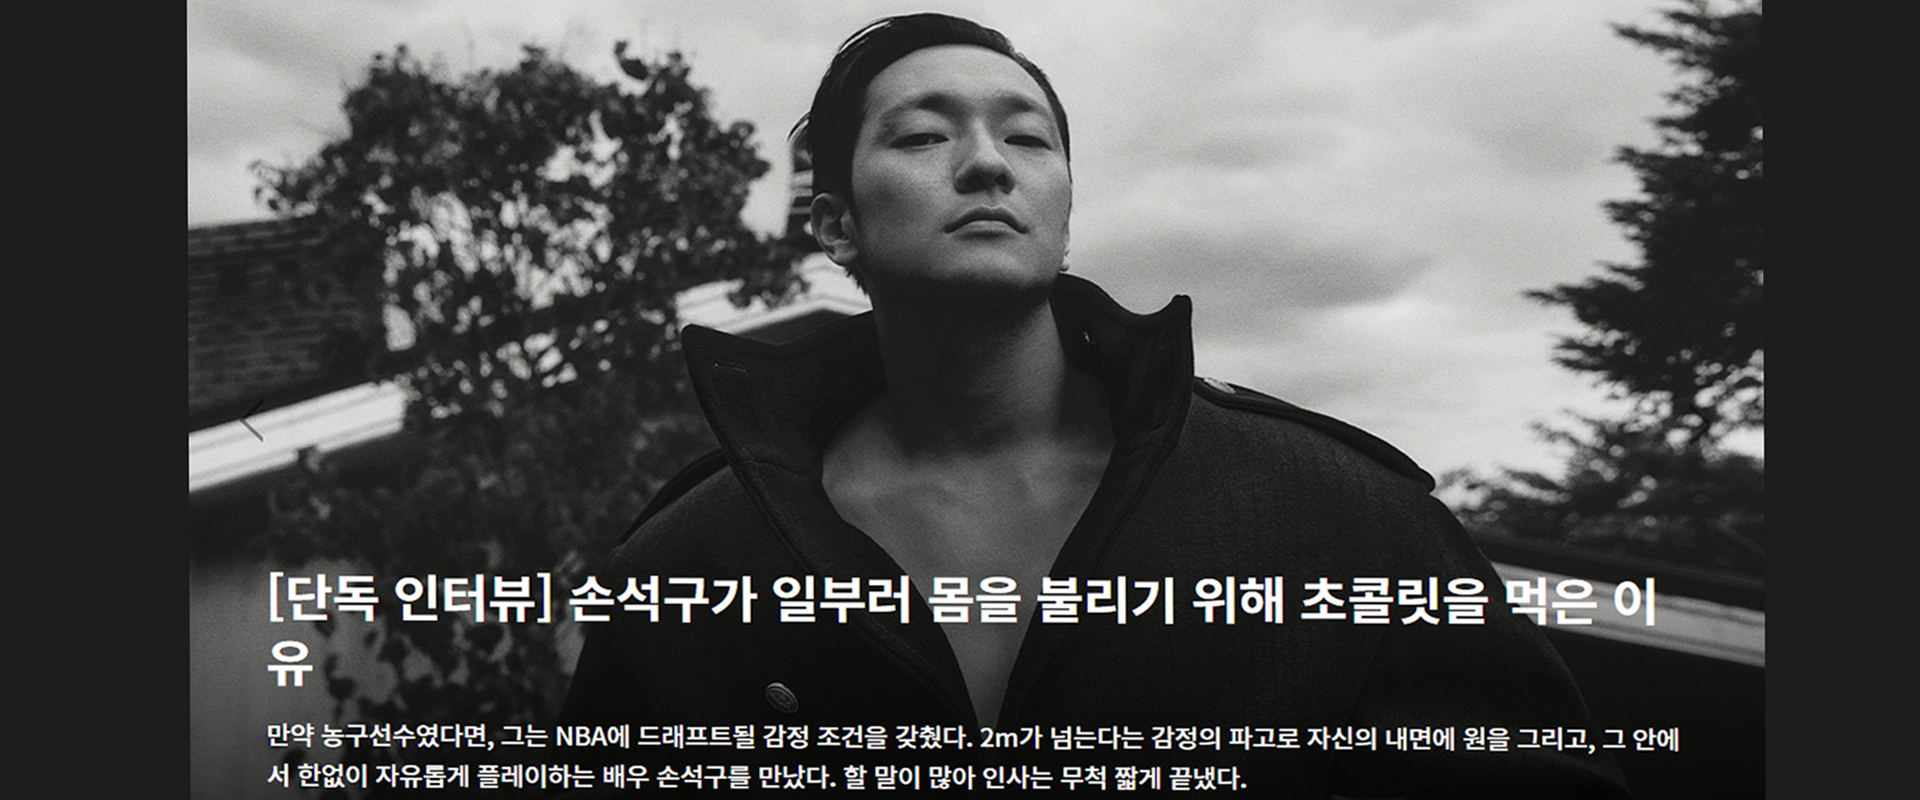 [단독 인터뷰] 손석구가 일부러 몸을 불리기 위해 초콜릿을 먹은 이
유
만약 농구선수였다면, 그는 NBA에 드래프트될 감정 조건을 갖췄다. 2m가 넘는다는 감정의 파고로 자신의 내면에 원을 그리고, 그 안에
서 한없이 자유롭게 플레이하는 배우 손석구를 만났다. 할 말이 많아 인사는 무척 짧게 끝냈다.